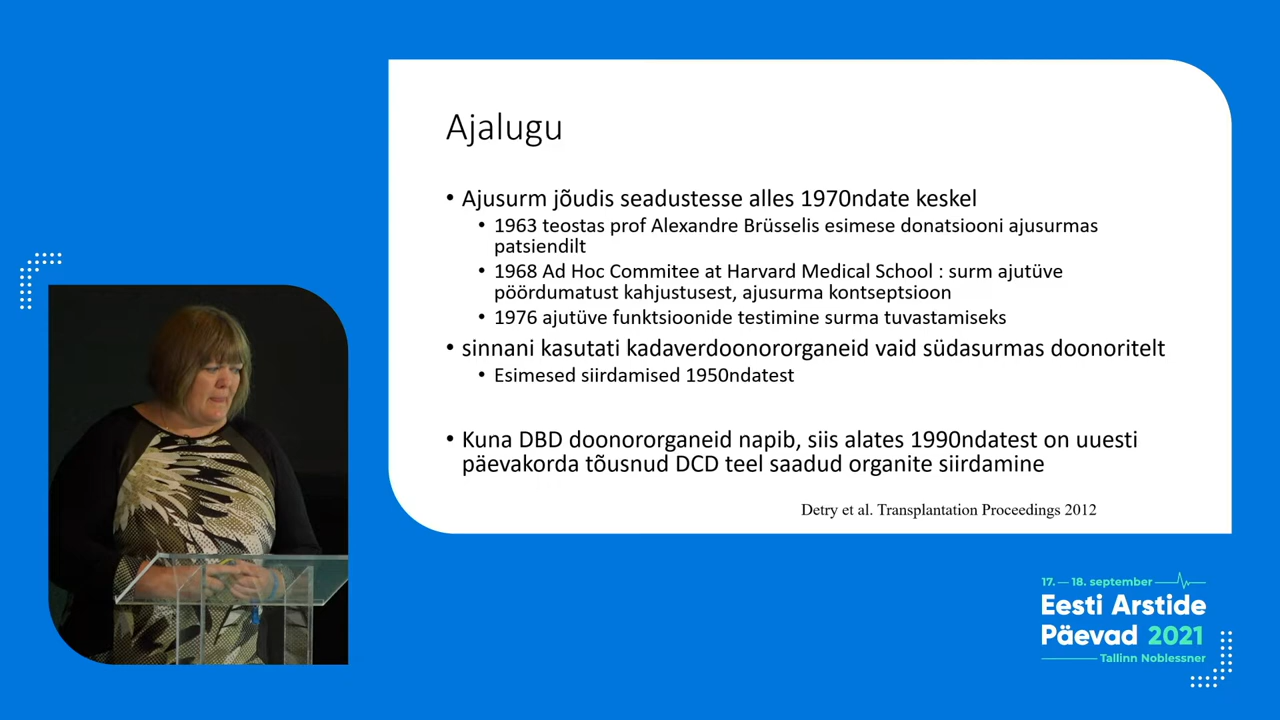 Ajalugu
• Ajusurm jõudis seadustesse alles 1970ndate keskel
• 1963 teostas prof Alexandre Brüsselis esimese donatsiooni ajusurmas
patsiendilt
• 1968 Ad Hoc Commitee at Harvard Medical School : surm ajutüve
pöördumatust kahjustusest, ajusurma kontseptsioon
• 1976 ajutüve funktsioonide testimine surma tuvastamiseks
• sinnani kasutati kadaverdoonororganeid vaid südasurmas doonoritelt
• Esimesed siirdamised 1950ndatest
• Kuna DBD doonororganeid napib, siis alates 1990ndatest on uuesti
päevakorda tõusnud DCD teel saadud organite siirdamine
Detry et al. Transplantation Proceedings 2012
17. — 18. september
Eesti Arstide
Päevad 2021
Tallinn Noblessner